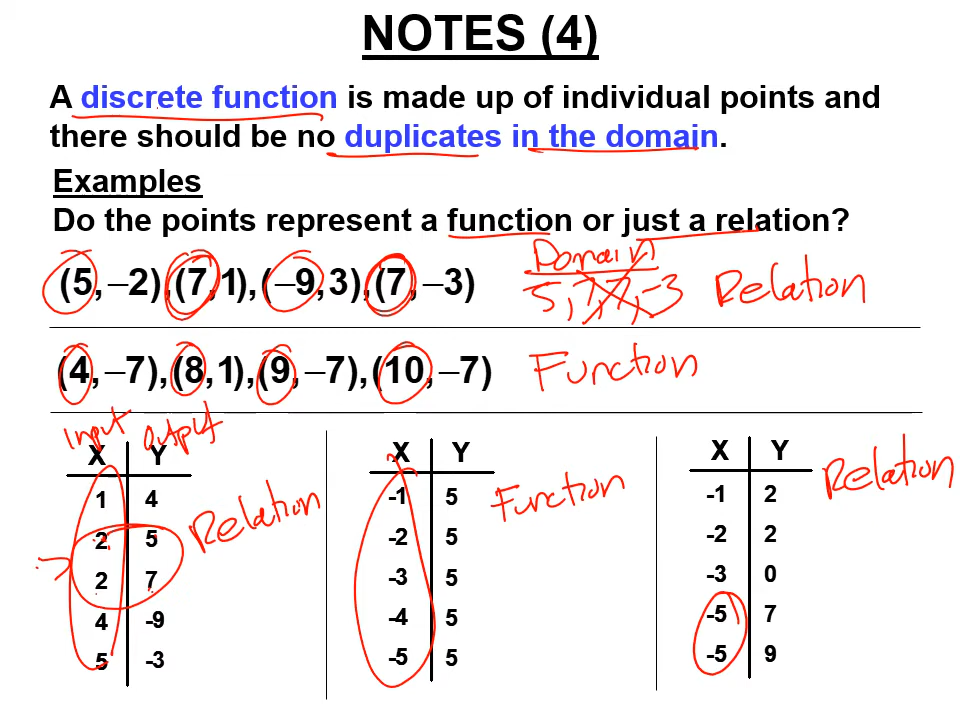 NOTES (4)
A discrete function is made up of individual points and
there should be no duplicates in the domain.
Examples
Do the points represent a function or just a relation?
(5, –2), (7, 1), (–9, 3), (7, –3)
Domain
5, 7, 7, -3
Relation
(4, –7), (8, 1), (9, –7), (10, –7)
Function
Input Output
X Y
1 4
2 5
2 7
4 -9
5 -3
Relation
X Y
-1 5
-2 5
-3 5
-4 5
-5 5
Function
X Y
-1 2
-2 2
-3 0
-5 7
-5 9
Relation